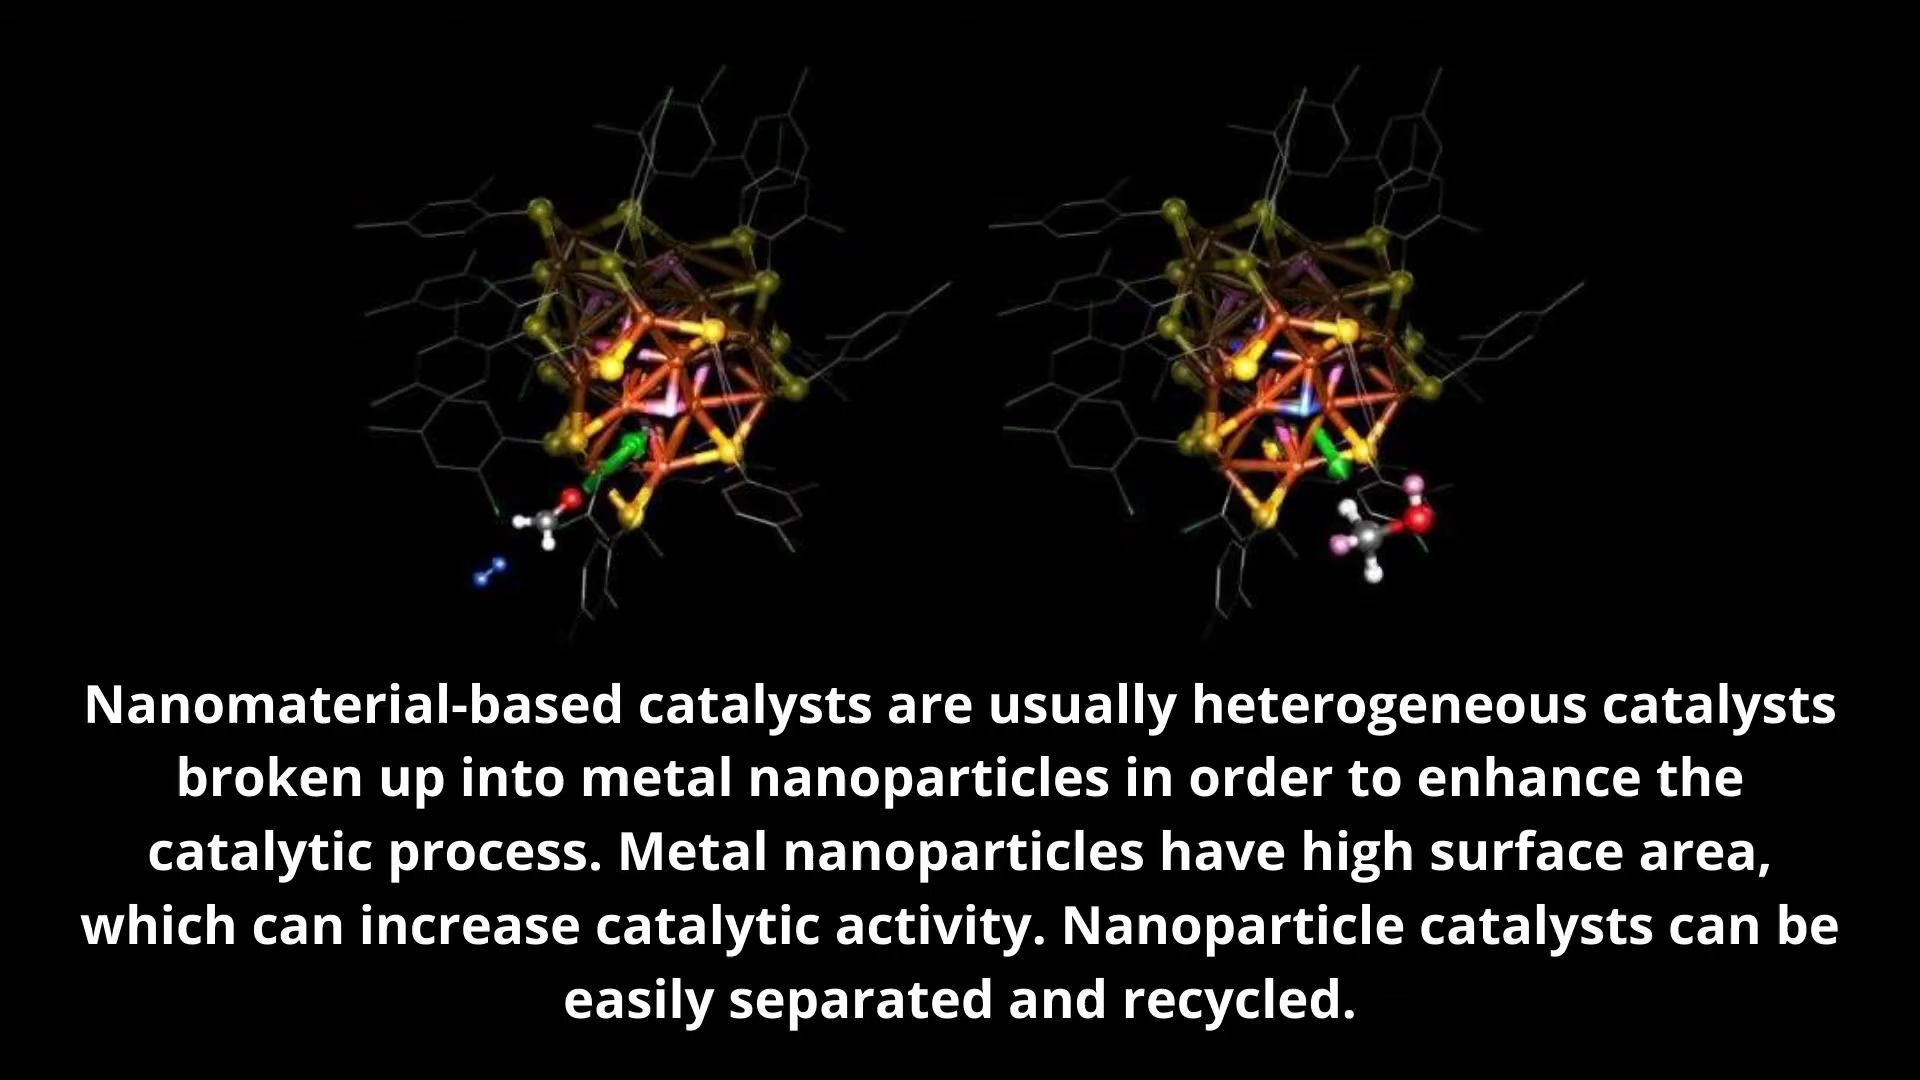 Nanomaterial-based catalysts are usually heterogeneous catalysts
broken up into metal nanoparticles in order to enhance the
catalytic process. Metal nanoparticles have high surface area,
which can increase catalytic activity. Nanoparticle catalysts can be
easily separated and recycled.